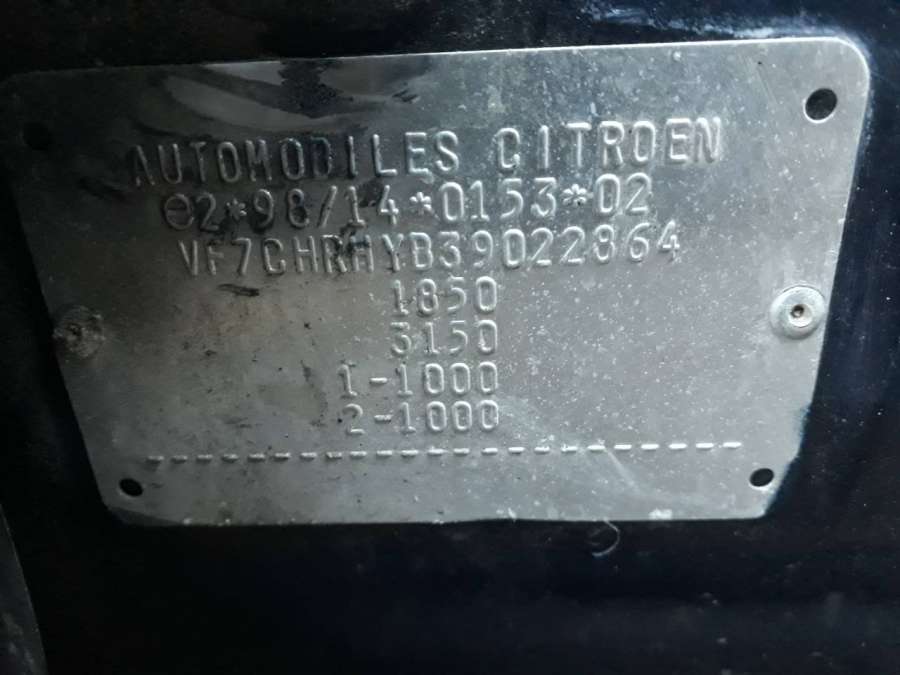 AUTOMOBILES CITROEN
e2*98/14*0153*02
VF7CHRHYB39022864
1850
3150
1-1000
2-1000